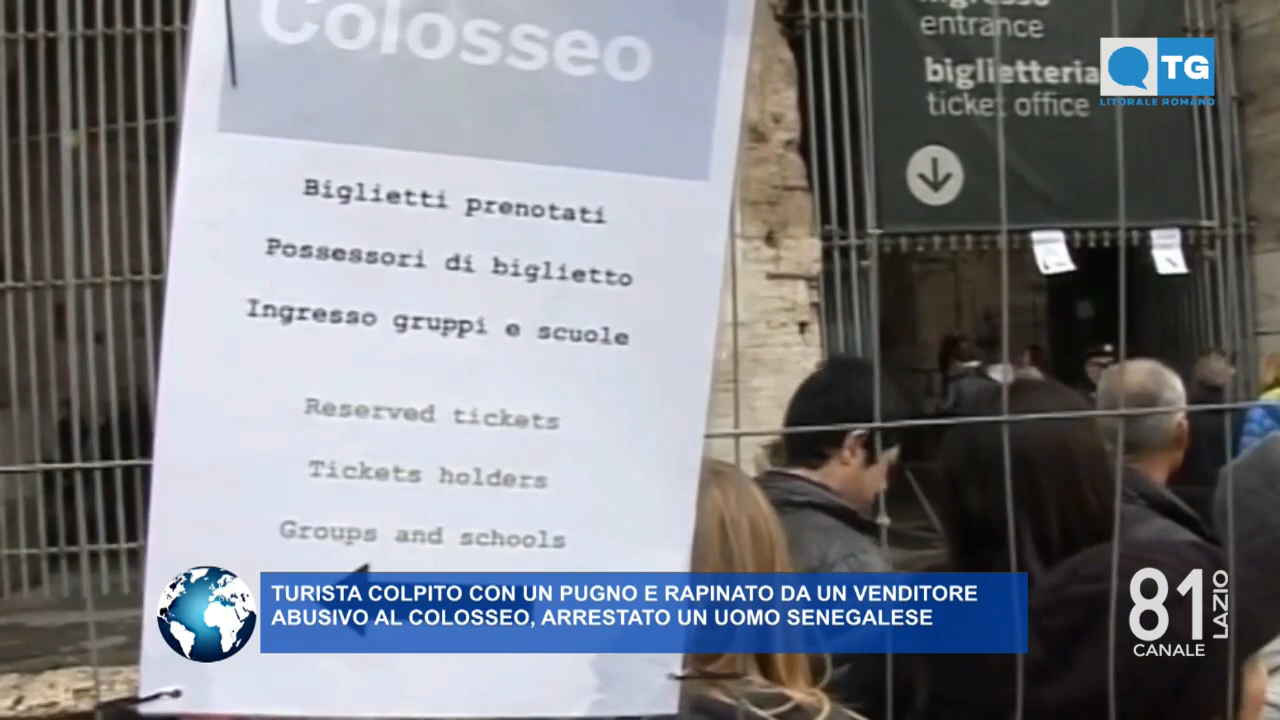 Colosseo
Biglietti prenotati
Possessori di biglietto
Ingresso gruppi e scuole
Reserved tickets
Tickets holders
Groups and schools
ingresso
entrance
biglietteria
ticket office
TG
LITORALE ROMANO
TURISTA COLPITO CON UN PUGNO E RAPINATO DA UN VENDITORE
ABUSIVO AL COLOSSEO, ARRESTATO UN UOMO SENEGALESE
81
LAZIO
CANALE